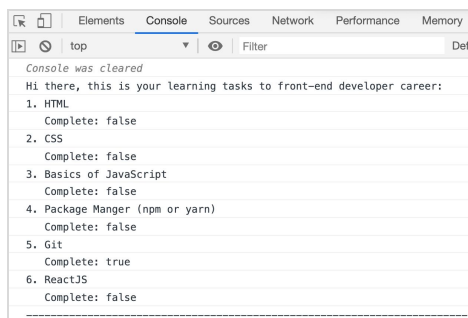 Elements Console Sources Network Performance Memory
top Filter Def
Console was cleared
Hi there, this is your learning tasks to front-end developer career:
1. HTML
Complete: false
2. CSS
Complete: false
3. Basics of JavaScript
Complete: false
4. Package Manger (npm or yarn)
Complete: false
5. Git
Complete: true
6. ReactJS
Complete: false
------------------------------------------------------------------------